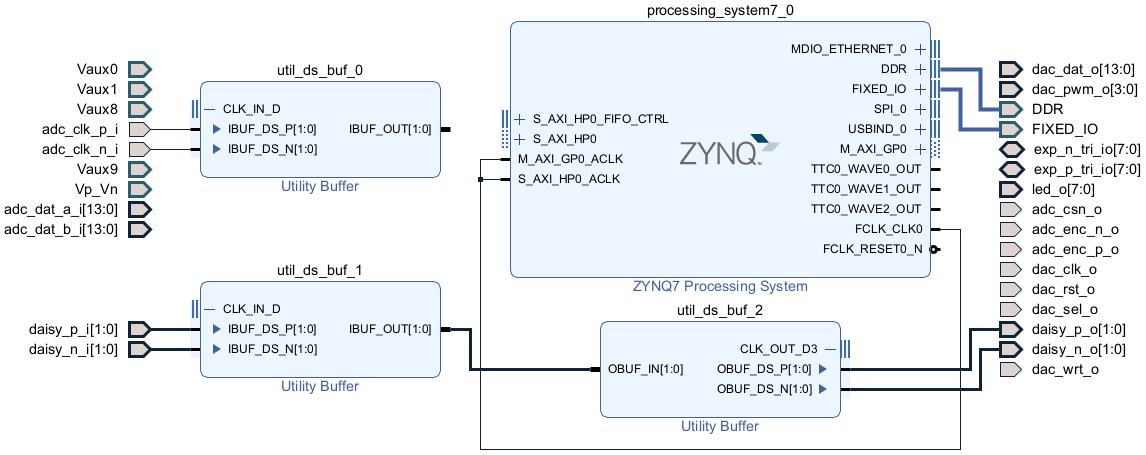 Vaux0
Vaux1
Vaux8
adc_clk_p_i
adc_clk_n_i
Vaux9
Vp_Vn
adc_dat_a_i[13:0]
adc_dat_b_i[13:0]
daisy_p_i[1:0]
daisy_n_i[1:0]
util_ds_buf_0
CLK_IN_D
IBUF_DS_P[1:0]
IBUF_DS_N[1:0]
IBUF_OUT[1:0]
Utility Buffer
util_ds_buf_1
CLK_IN_D
IBUF_DS_P[1:0]
IBUF_DS_N[1:0]
IBUF_OUT[1:0]
Utility Buffer
processing_system7_0
S_AXI_HP0_FIFO_CTRL
S_AXI_HP0
M_AXI_GP0_ACLK
S_AXI_HP0_ACLK
ZYNQ
MDIO_ETHERNET_0
DDR
FIXED_IO
SPI_0
USBIND_0
M_AXI_GP0
TTC0_WAVE0_OUT
TTC0_WAVE1_OUT
TTC0_WAVE2_OUT
FCLK_CLK0
FCLK_RESET0_N
ZYNQ7 Processing System
util_ds_buf_2
OBUF_IN[1:0]
CLK_OUT_D3
OBUF_DS_P[1:0]
OBUF_DS_N[1:0]
Utility Buffer
dac_dat_o[13:0]
dac_pwm_o[3:0]
DDR
FIXED_IO
exp_n_tri_io[7:0]
exp_p_tri_io[7:0]
led_o[7:0]
adc_csn_o
adc_enc_n_o
adc_enc_p_o
dac_clk_o
dac_rst_o
dac_sel_o
daisy_p_o[1:0]
daisy_n_o[1:0]
dac_wrt_o